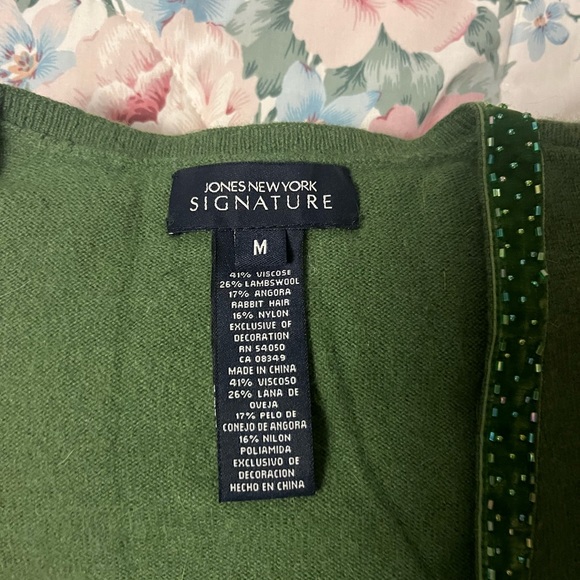 JONES NEW YORK
SIGNATURE
M
41% VISCOSE
26% LAMBSWOOL
17% ANGORA
RABBIT HAIR
16% NYLON
EXCLUSIVE OF
DECORATION
RN 54050
CA 08349
MADE IN CHINA
41% VISCOSO
26% LANA DE
OVEJA
17% PELO DE
CONEJO DE ANGORA
16% NILON
POLIAMIDA
EXCLUSIVO DE
DECORACION
HECHO EN CHINA